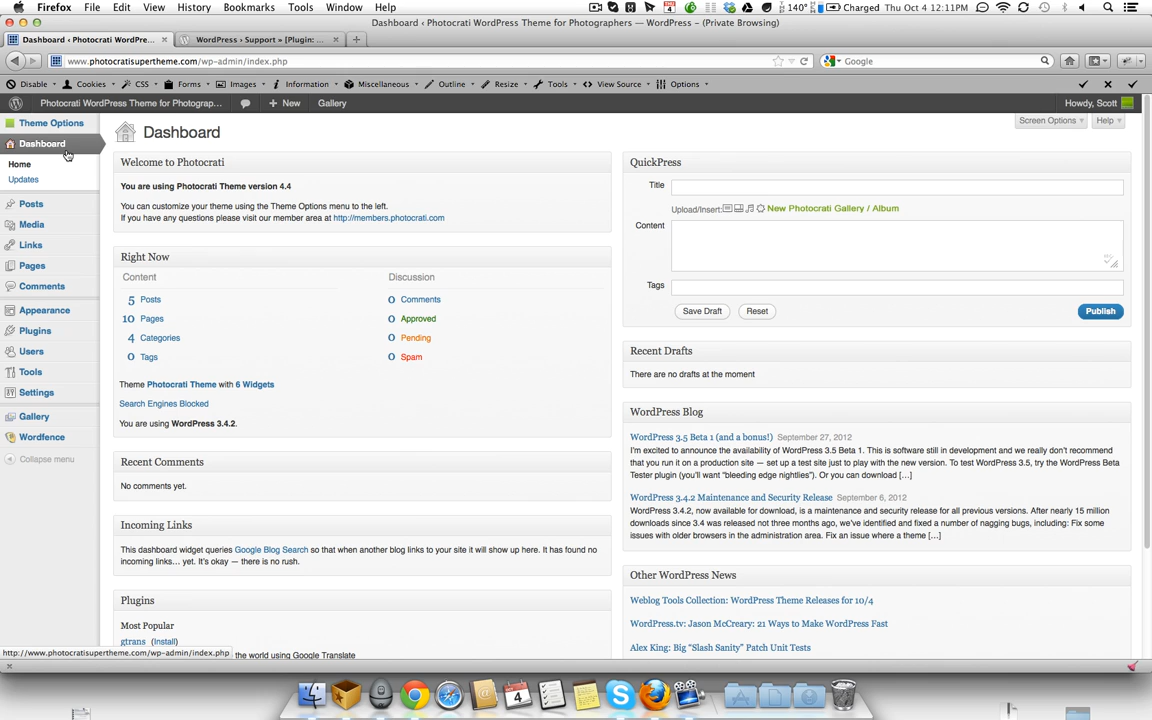 Firefox File Edit View History Bookmarks Tools Window Help 140° Charged Thu Oct 4 12:11PM
Dashboard ‹ Photocrati WordPress Theme for Photographers — WordPress - (Private Browsing)
Dashboard ‹ Photocrati WordPre... WordPress › Support » [Plugin: ...
www.photocratisupertheme.com/wp-admin/index.php Google
Disable Cookies CSS Forms Images Information Miscellaneous Outline Resize Tools View Source Options
Photocrati WordPress Theme for Photograp... New Gallery Howdy, Scott
Theme Options
Dashboard
Home
Updates
Posts
Media
Links
Pages
Comments
Appearance
Plugins
Users
Tools
Settings
Gallery
Wordfence
Collapse menu
Dashboard
Screen Options Help
Welcome to Photocrati
You are using Photocrati Theme version 4.4
You can customize your theme using the Theme Options menu to the left.
If you have any questions please visit our member area at http://members.photocrati.com
Right Now
Content Discussion
5 Posts 0 Comments
10 Pages 0 Approved
4 Categories 0 Pending
0 Tags 0 Spam
Theme Photocrati Theme with 6 Widgets
Search Engines Blocked
You are using WordPress 3.4.2.
Recent Comments
No comments yet.
Incoming Links
This dashboard widget queries Google Blog Search so that when another blog links to your site it will show up here. It has found no
incoming links... yet. It's okay — there is no rush.
Plugins
Most Popular
gtrans (Install)
the world using Google Translate
QuickPress
Title
Upload/Insert New Photocrati Gallery / Album
Content
Tags
Save Draft Reset Publish
Recent Drafts
There are no drafts at the moment
WordPress Blog
WordPress 3.5 Beta 1 (and a bonus!) September 27, 2012
I'm excited to announce the availability of WordPress 3.5 Beta 1. This is software still in development and we really don't recommend
that you run it on a production site — set up a test site just to play with the new version. To test WordPress 3.5, try the WordPress Beta
Tester plugin (you'll want "bleeding edge nightlies"). Or you can download [...]
WordPress 3.4.2 Maintenance and Security Release September 6, 2012
WordPress 3.4.2, now available for download, is a maintenance and security release for all previous versions. After nearly 15 million
downloads since 3.4 was released not three months ago, we've identified and fixed a number of nagging bugs, including: Fix some
issues with older browsers in the administration area. Fix an issue where a theme [...]
Other WordPress News
Weblog Tools Collection: WordPress Theme Releases for 10/4
WordPress.tv: Jason McCreary: 21 Ways to Make WordPress Fast
Alex King: Big "Slash Sanity" Patch Unit Tests
http://www.photocratisupertheme.com/wp-admin/index.php
4